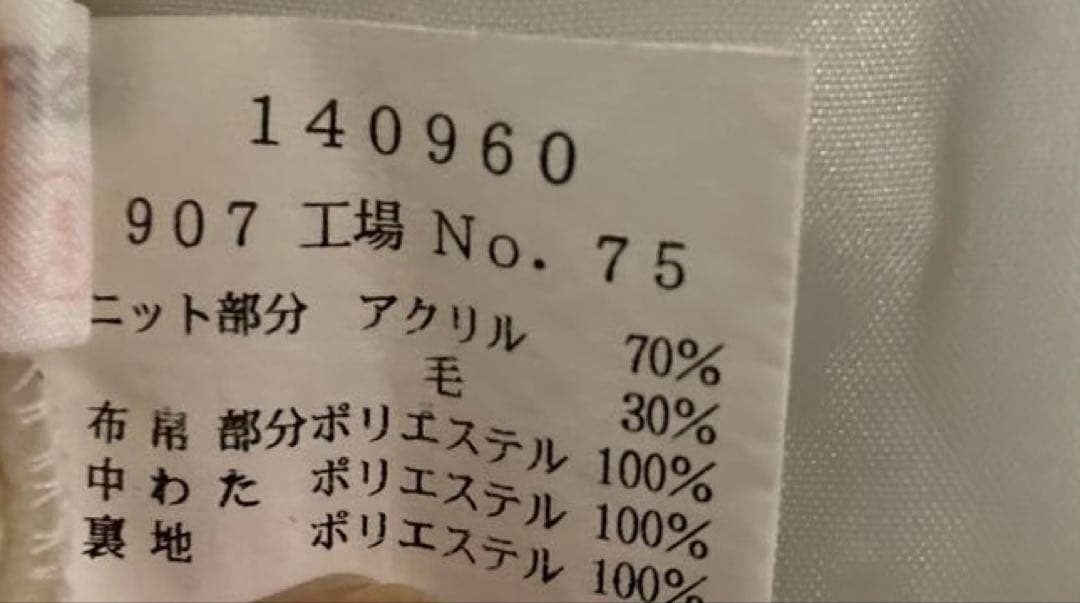 140960
907 工場 No. 75
ニット部分 アクリル 70%
毛 30%
布帛 部分 ポリエステル 100%
中わた ポリエステル 100%
裏地 ポリエステル 100%